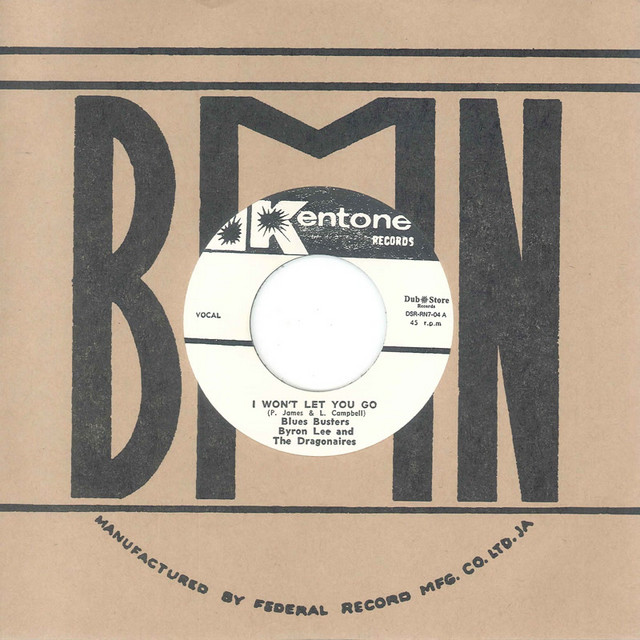 BMN
Kentone
RECORDS
VOCAL
Dub Store
Records
DSR-RN7-04 A
45 r.p.m
I WON'T LET YOU GO
(P. James & L. Campbell)
Blues Busters
Byron Lee and
The Dragonaires
MANUFACTURED BY FEDERAL RECORD MFG. CO. LTD. JA